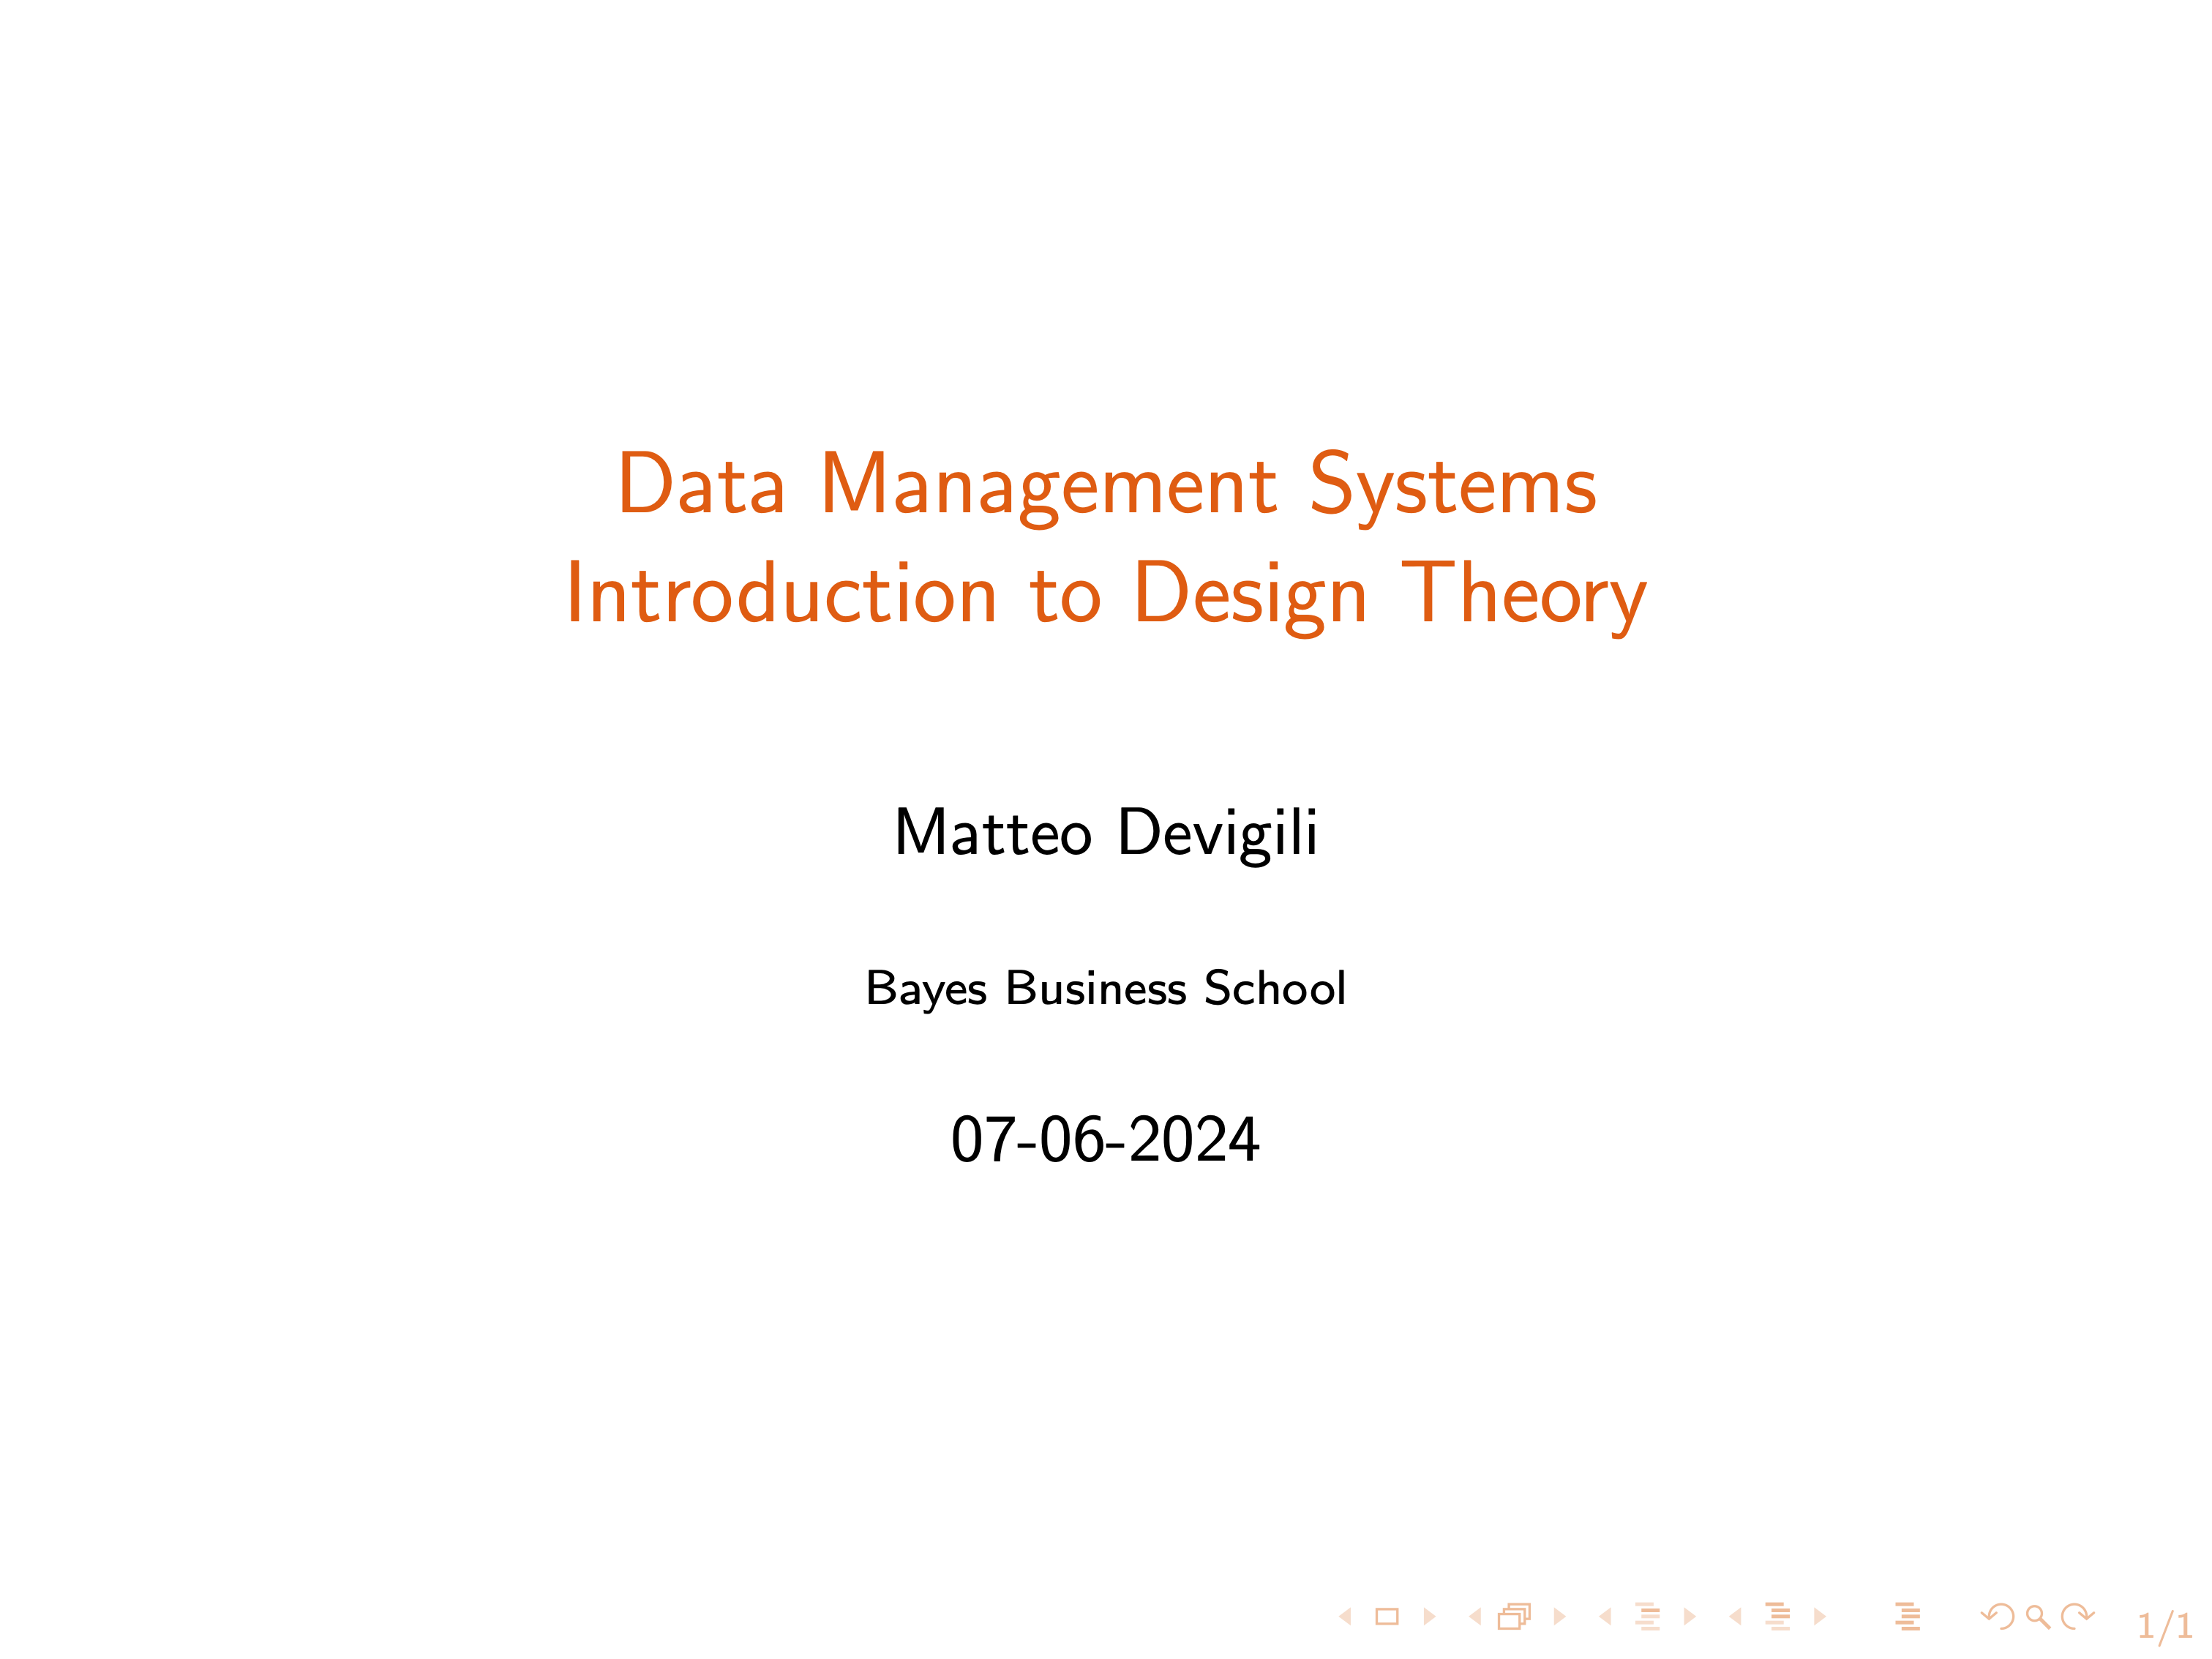 Data Management Systems
Introduction to Design Theory
Matteo Devigili
Bayes Business School
07-06-2024
1/1